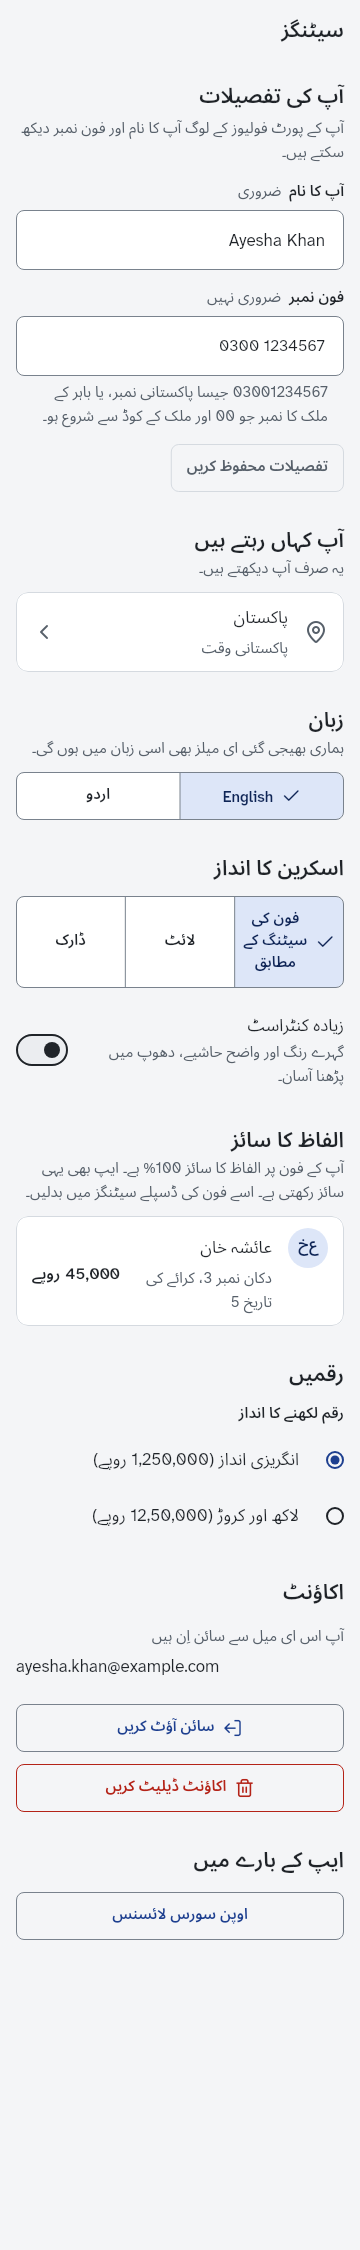 سیٹنگز
آپ کی تفصیلات
آپ کے پورٹ فولیوز کے لوگ آپ کا نام اور فون نمبر دیکھ
سکتے ہیں۔
آپ کا نام ضروری
Ayesha Khan
فون نمبر ضروری نہیں
0300 1234567
03001234567 جیسا پاکستانی نمبر، یا باہر کے
ملک کا نمبر جو 00 اور ملک کے کوڈ سے شروع ہو۔
تفصیلات محفوظ کریں
آپ کہاں رہتے ہیں
یہ صرف آپ دیکھتے ہیں۔
پاکستان
پاکستانی وقت
زبان
ہماری بھیجی گئی ای میلز بھی اسی زبان میں ہوں گی۔
English
اردو
اسکرین کا انداز
فون کی
سیٹنگ کے
مطابق
لائٹ
ڈارک
زیادہ کنٹراسٹ
گہرے رنگ اور واضح حاشیے، دھوپ میں
پڑھنا آسان۔
الفاظ کا سائز
آپ کے فون پر الفاظ کا سائز 100% ہے۔ ایپ بھی یہی
سائز رکھتی ہے۔ اسے فون کی ڈسپلے سیٹنگز میں بدلیں۔
عخ
عائشہ خان
دکان نمبر 3، کرائے کی
تاریخ 5
45,000 روپے
رقمیں
رقم لکھنے کا انداز
انگریزی انداز (1,250,000 روپے)
لاکھ اور کروڑ (12,50,000 روپے)
اکاؤنٹ
آپ اس ای میل سے سائن اِن ہیں
ayesha.khan@example.com
سائن آؤٹ کریں
اکاؤنٹ ڈیلیٹ کریں
ایپ کے بارے میں
اوپن سورس لائسنس